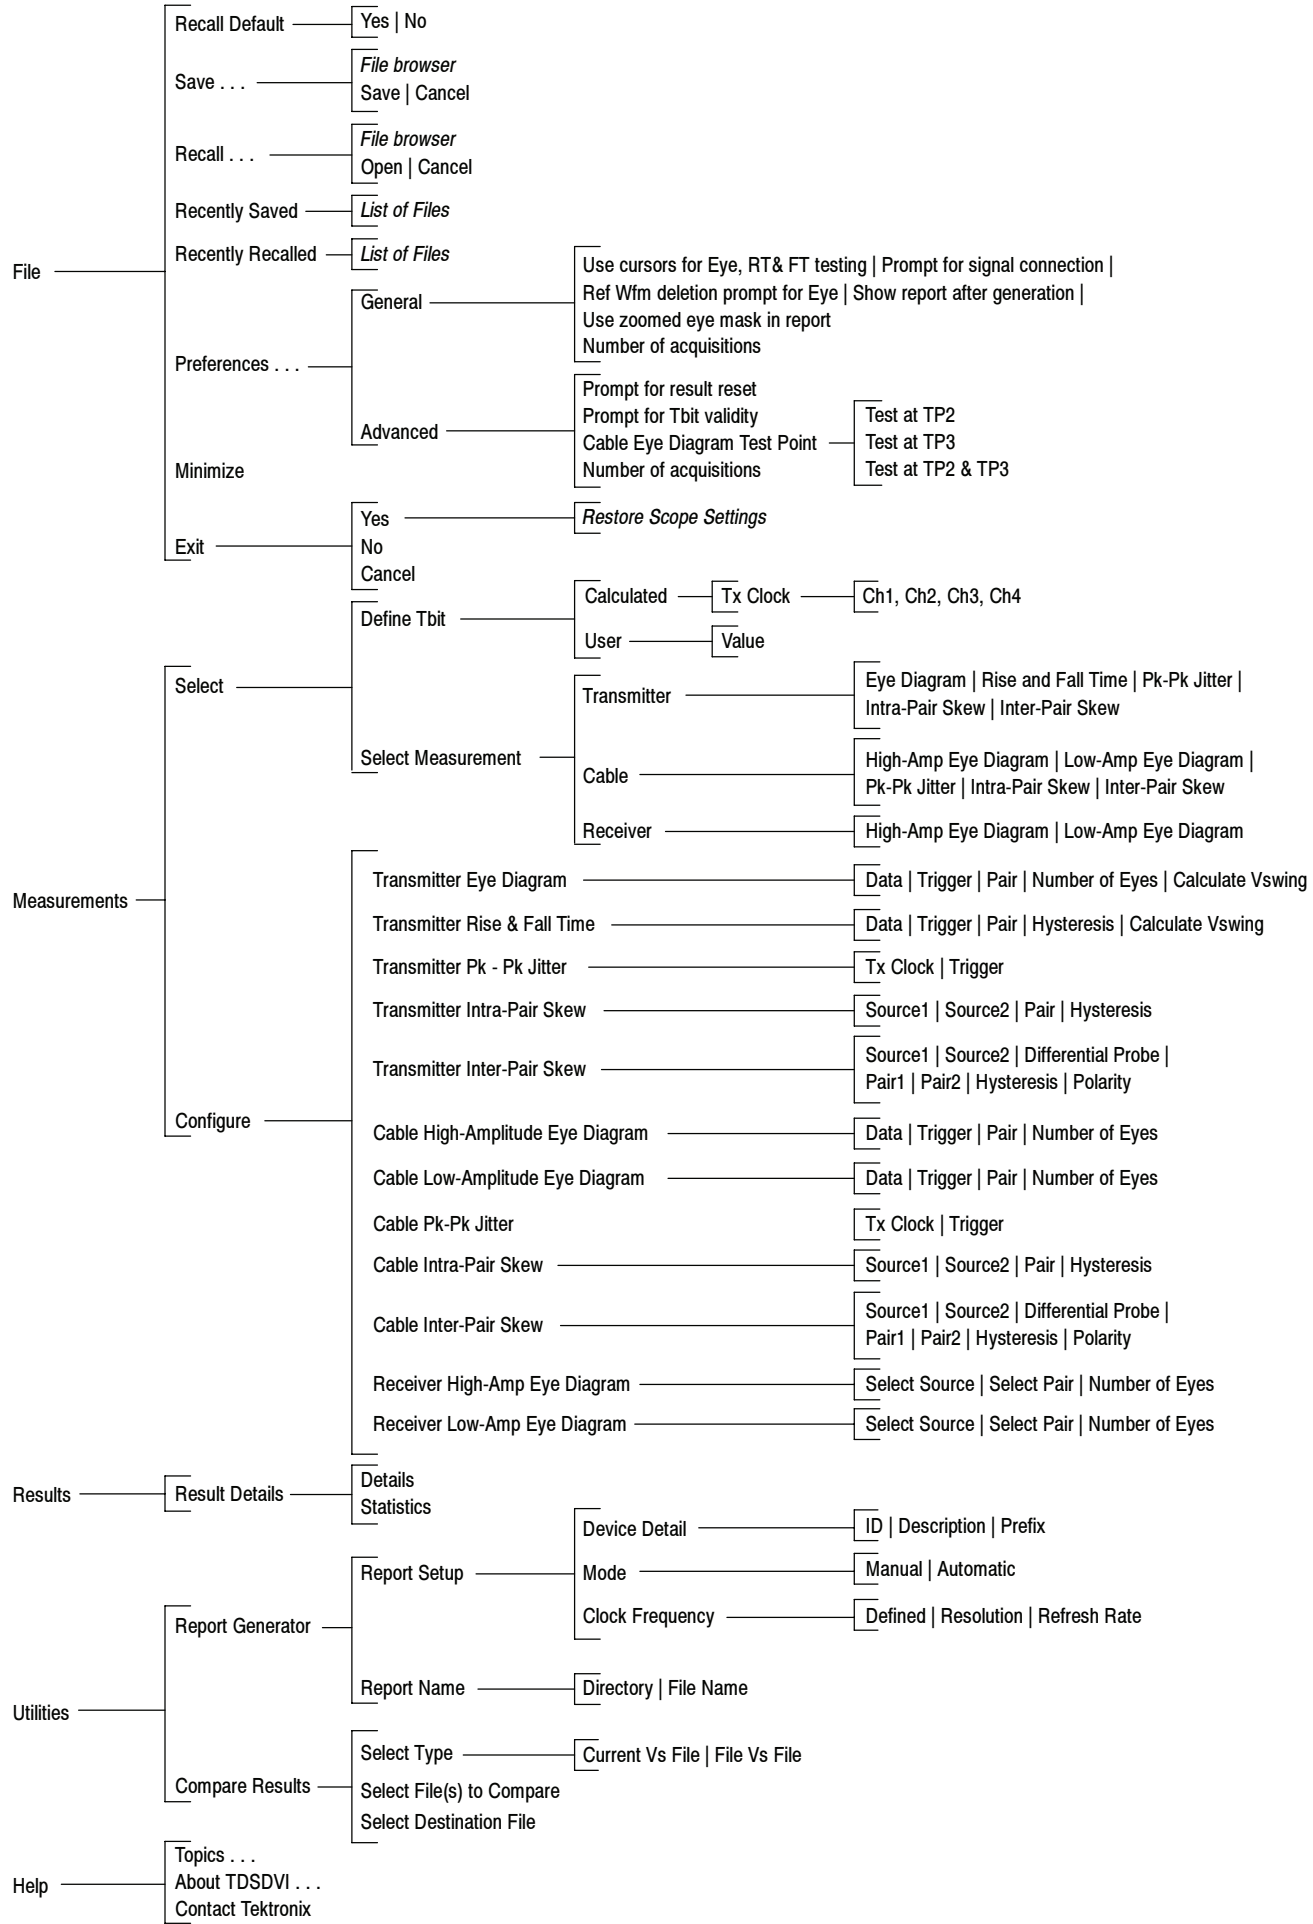 File
Recall Default
Yes | No
Save . . .
File browser
Save | Cancel
Recall . . .
File browser
Open | Cancel
Recently Saved
List of Files
Recently Recalled
List of Files
Preferences . . .
General
Use cursors for Eye, RT& FT testing | Prompt for signal connection |
Ref Wfm deletion prompt for Eye | Show report after generation |
Use zoomed eye mask in report
Number of acquisitions
Advanced
Prompt for result reset
Prompt for Tbit validity
Cable Eye Diagram Test Point
Number of acquisitions
Test at TP2
Test at TP3
Test at TP2 & TP3
Minimize
Exit
Yes
Restore Scope Settings
No
Cancel
Measurements
Select
Define Tbit
Calculated
Tx Clock
Ch1, Ch2, Ch3, Ch4
User
Value
Select Measurement
Transmitter
Eye Diagram | Rise and Fall Time | Pk-Pk Jitter |
Intra-Pair Skew | Inter-Pair Skew
Cable
High-Amp Eye Diagram | Low-Amp Eye Diagram |
Pk-Pk Jitter | Intra-Pair Skew | Inter-Pair Skew
Receiver
High-Amp Eye Diagram | Low-Amp Eye Diagram
Configure
Transmitter Eye Diagram
Data | Trigger | Pair | Number of Eyes | Calculate Vswing
Transmitter Rise & Fall Time
Data | Trigger | Pair | Hysteresis | Calculate Vswing
Transmitter Pk - Pk Jitter
Tx Clock | Trigger
Transmitter Intra-Pair Skew
Source1 | Source2 | Pair | Hysteresis
Transmitter Inter-Pair Skew
Source1 | Source2 | Differential Probe |
Pair1 | Pair2 | Hysteresis | Polarity
Cable High-Amplitude Eye Diagram
Data | Trigger | Pair | Number of Eyes
Cable Low-Amplitude Eye Diagram
Data | Trigger | Pair | Number of Eyes
Cable Pk-Pk Jitter
Tx Clock | Trigger
Cable Intra-Pair Skew
Source1 | Source2 | Pair | Hysteresis
Cable Inter-Pair Skew
Source1 | Source2 | Differential Probe |
Pair1 | Pair2 | Hysteresis | Polarity
Receiver High-Amp Eye Diagram
Select Source | Select Pair | Number of Eyes
Receiver Low-Amp Eye Diagram
Select Source | Select Pair | Number of Eyes
Results
Result Details
Details
Statistics
Utilities
Report Generator
Report Setup
Device Detail
ID | Description | Prefix
Mode
Manual | Automatic
Clock Frequency
Defined | Resolution | Refresh Rate
Report Name
Directory | File Name
Compare Results
Select Type
Current Vs File | File Vs File
Select File(s) to Compare
Select Destination File
Help
Topics . . .
About TDSDVI . . .
Contact Tektronix